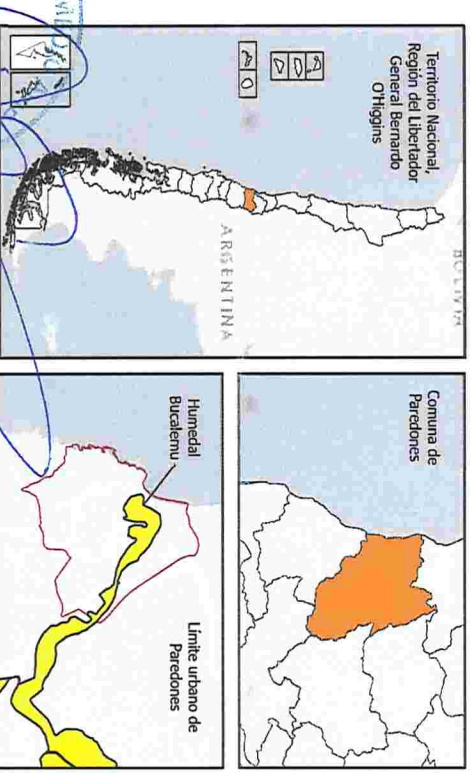 Territorio Nacional,
Región del Libertador
General Bernardo
O'Higgins
BOLIVIA
ARGENTINA
Comuna de
Paredones
Humedal
Bucalemu
Límite urbano de
Paredones